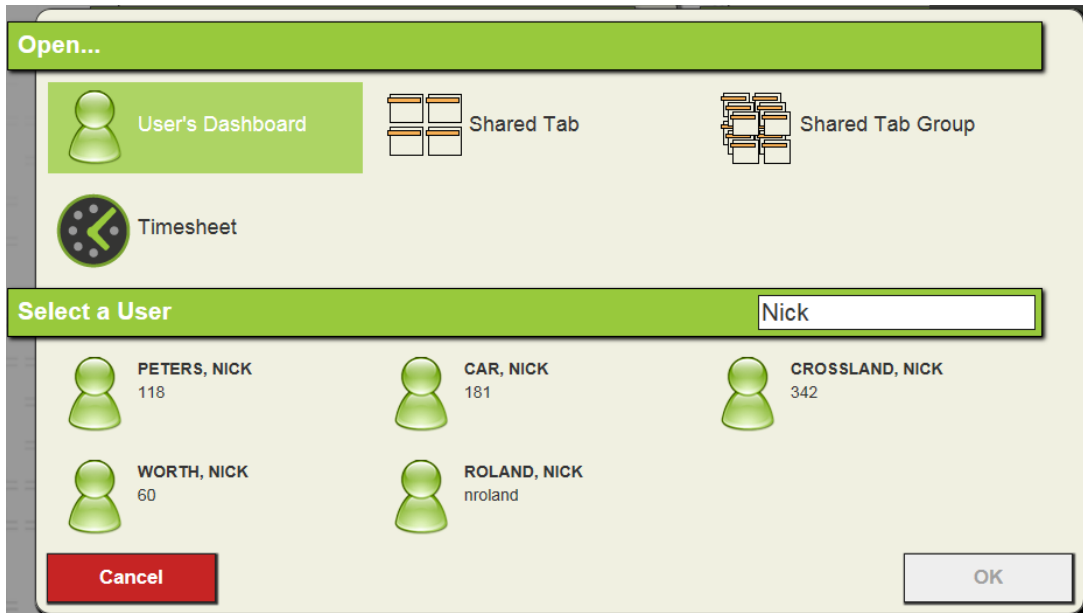 Open...
User's Dashboard
Shared Tab
Shared Tab Group
Timesheet
Select a User
Nick
PETERS, NICK
118
CAR, NICK
181
CROSSLAND, NICK
342
WORTH, NICK
60
ROLAND, NICK
nroland
Cancel
OK